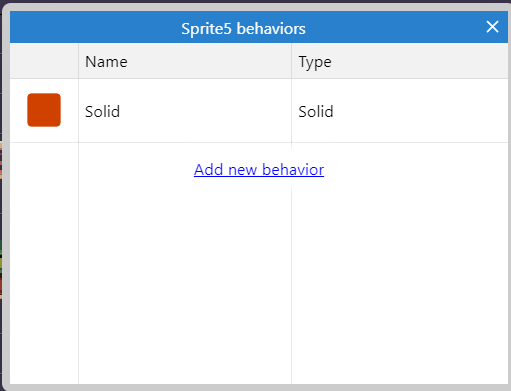 Sprite5 behaviors
Name Type
Solid Solid
Add new behavior